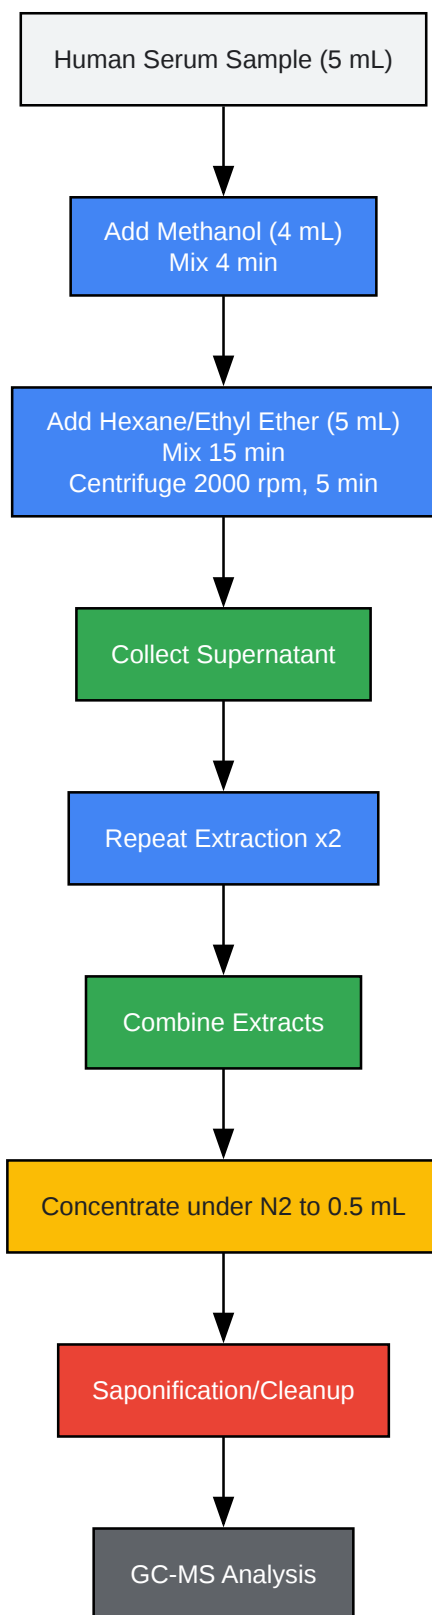 Human Serum Sample (5 mL)
Add Methanol (4 mL)
Mix 4 min
Add Hexane/Ethyl Ether (5 mL)
Mix 15 min
Centrifuge 2000 rpm, 5 min
Collect Supernatant
Repeat Extraction x2
Combine Extracts
Concentrate under N2 to 0.5 mL
Saponification/Cleanup
GC-MS Analysis